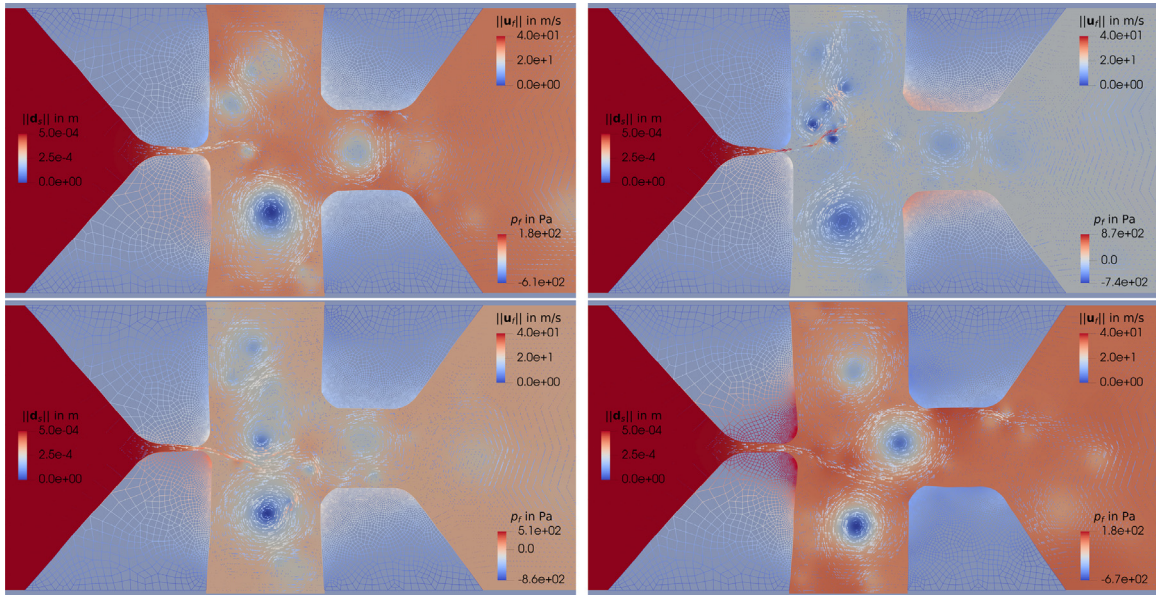 ||u_f|| in m/s
4.0e+01
2.0e+1
0.0e+00
||d_s|| in m
5.0e-04
2.5e-4
0.0e+00
p_f in Pa
1.8e+02
-6.1e+02
||u_f|| in m/s
4.0e+01
2.0e+1
0.0e+00
||d_s|| in m
5.0e-04
2.5e-4
0.0e+00
p_f in Pa
8.7e+02
0.0
-7.4e+02
||u_f|| in m/s
4.0e+01
2.0e+1
0.0e+00
||d_s|| in m
5.0e-04
2.5e-4
0.0e+00
p_f in Pa
5.1e+02
0.0
-8.6e+02
||u_f|| in m/s
4.0e+01
2.0e+1
0.0e+00
||d_s|| in m
5.0e-04
2.5e-4
0.0e+00
p_f in Pa
1.8e+02
-6.7e+02